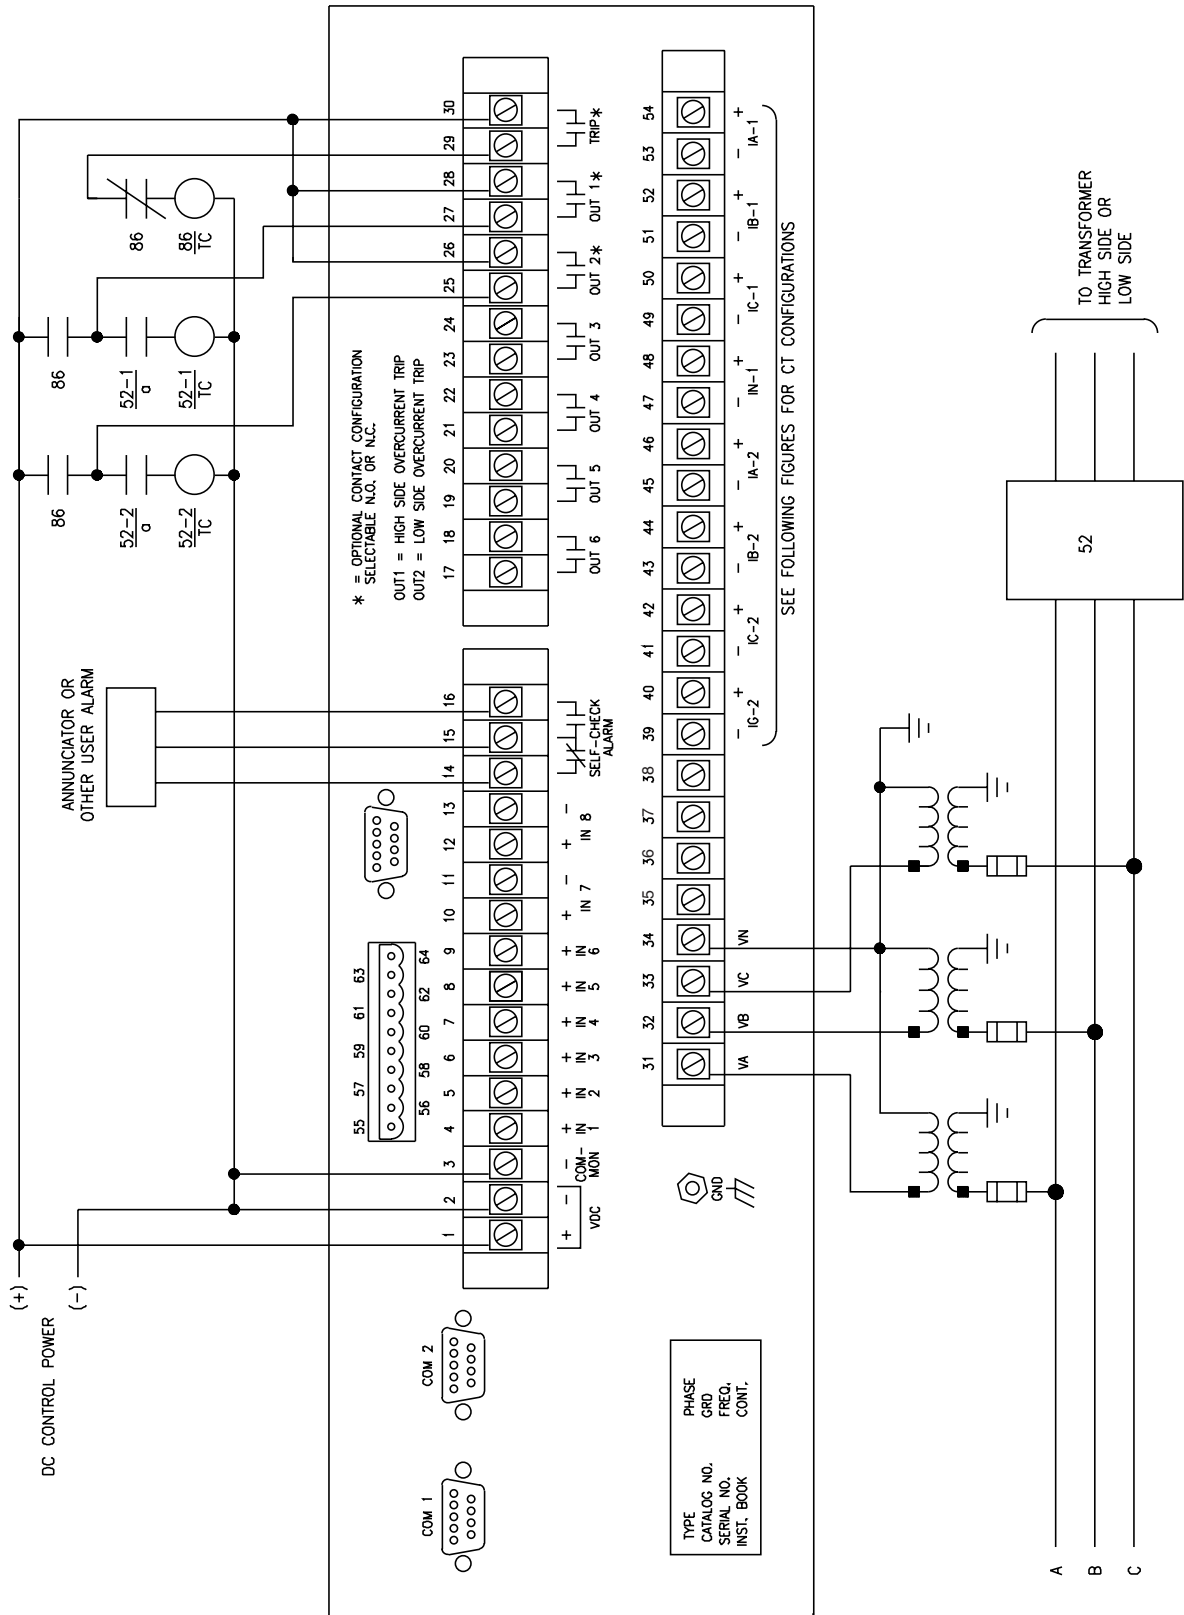 DC CONTROL POWER
(+)
(-)
ANNUNCIATOR OR
OTHER USER ALARM
86
86
86
52-2
a
52-1
a
86
TC
52-2
TC
52-1
TC
* = OPTIONAL CONTACT CONFIGURATION
SELECTABLE N.O. OR N.C.
OUT1 = HIGH SIDE OVERCURRENT TRIP
OUT2 = LOW SIDE OVERCURRENT TRIP
COM 1
COM 2
55 57 59 61 63
56 58 60 62 64
1 2 3 4 5 6 7 8 9 10 11 12 13 14 15 16
17 18 19 20 21 22 23 24 25 26 27 28 29 30
+ -
VDC
-
COM-
MON
+
IN
1
+
IN
2
+
IN
3
+
IN
4
+
IN
5
+
IN
6
+ -
IN 7
+ -
IN 8
SELF-CHECK
ALARM
OUT 6
OUT 5
OUT 4
OUT 3
OUT 2*
OUT 1*
TRIP*
31 32 33 34 35 36 37 38 39 40 41 42 43 44 45 46 47 48 49 50 51 52 53 54
TYPE
CATALOG NO.
SERIAL NO.
INST. BOOK
PHASE
GRD
FREQ.
CONT.
GND
VA
VB
VC
VN
- IG-2 +
- IC-2 +
- IB-2 +
- IA-2 +
- IN-1 +
- IC-1 +
- IB-1 +
- IA-1 +
SEE FOLLOWING FIGURES FOR CT CONFIGURATIONS
52
TO TRANSFORMER
HIGH SIDE OR
LOW SIDE
A
B
C